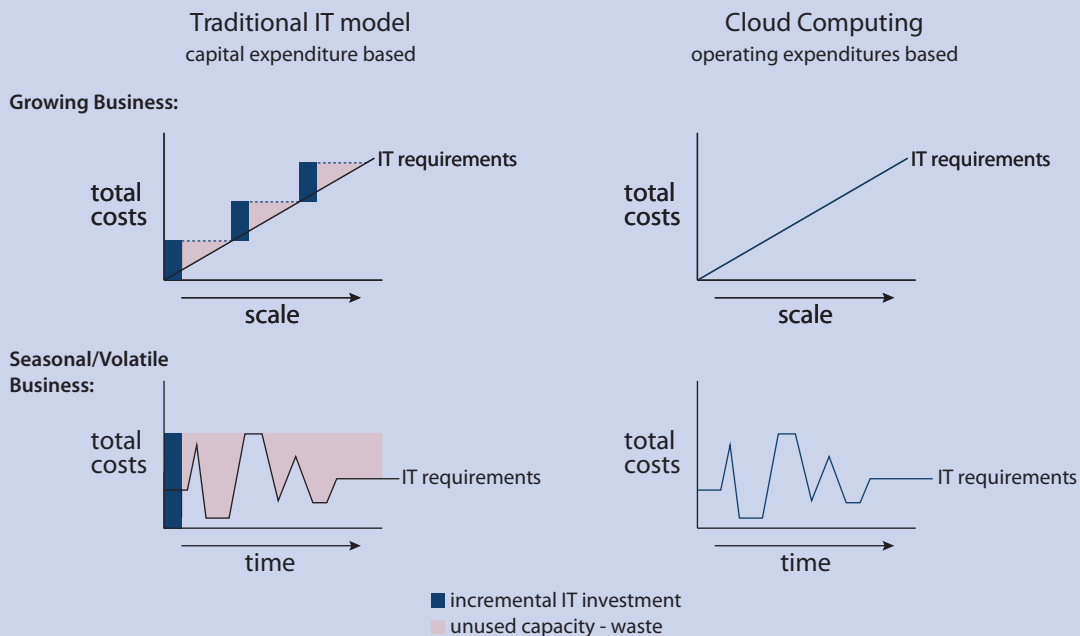 Traditional IT model
capital expenditure based
Cloud Computing
operating expenditures based
Growing Business:
total
costs
IT requirements
scale
total
costs
IT requirements
scale
Seasonal/Volatile
Business:
total
costs
IT requirements
time
total
costs
IT requirements
time
incremental IT investment
unused capacity - waste